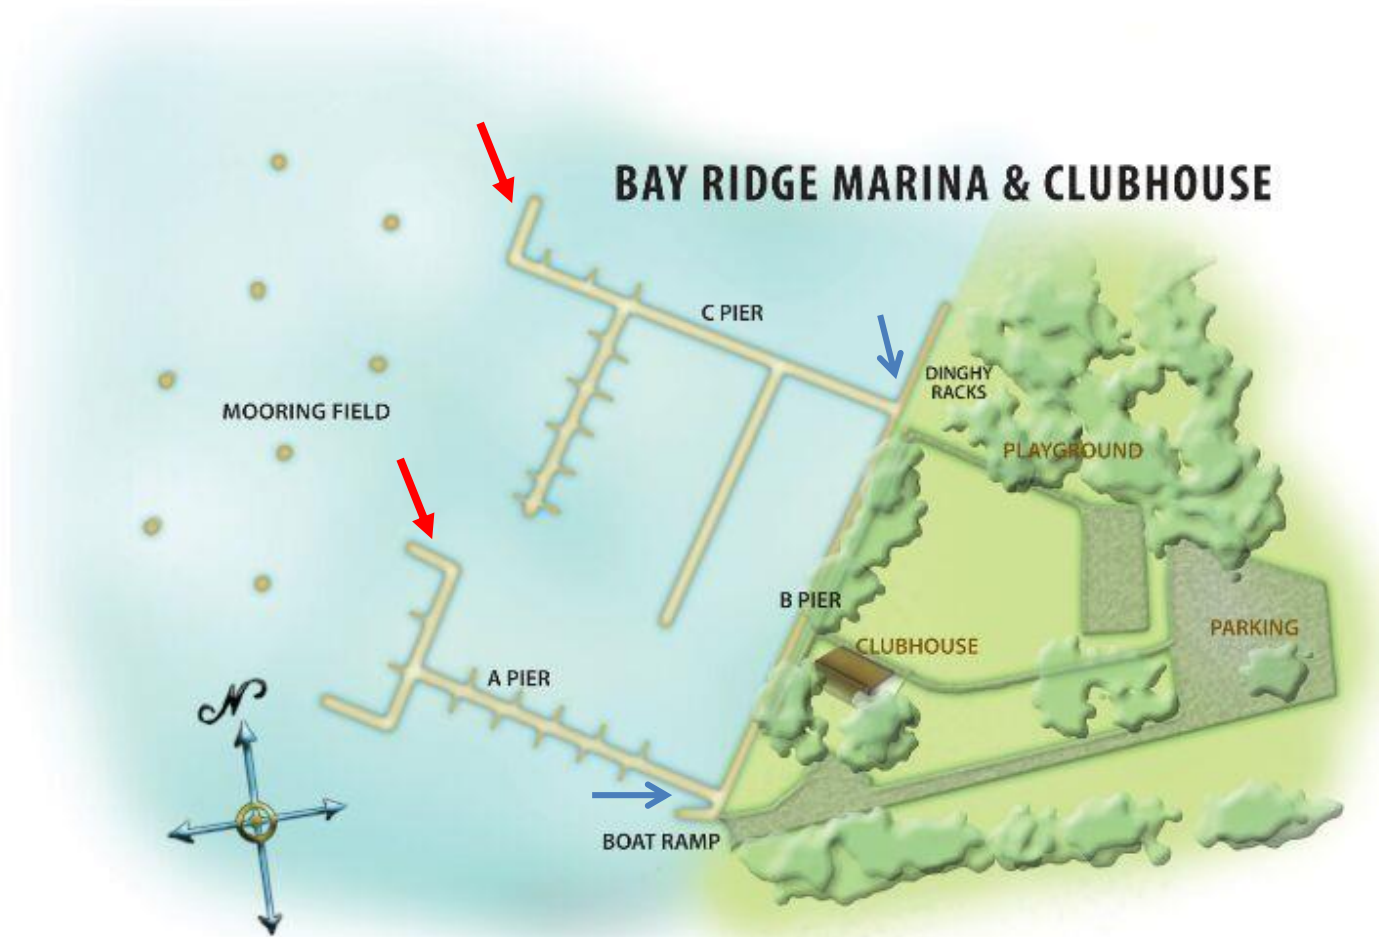 BAY RIDGE MARINA & CLUBHOUSE
C PIER
DINGHY
RACKS
MOORING FIELD
PLAYGROUND
B PIER
PARKING
CLUBHOUSE
A PIER
N
BOAT RAMP